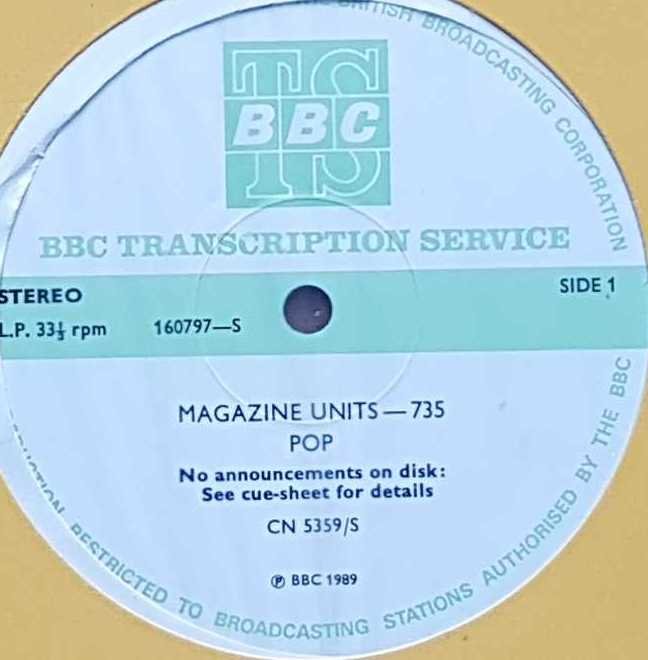 BRITISH BROADCASTING CORPORATION
TS
BBC
BBC TRANSCRIPTION SERVICE
STEREO
SIDE 1
L.P. 33⅓ rpm
160797—S
MAGAZINE UNITS — 735
POP
No announcements on disk:
See cue-sheet for details
CN 5359/S
℗ BBC 1989
RESTRICTED TO BROADCASTING STATIONS AUTHORISED BY THE BBC